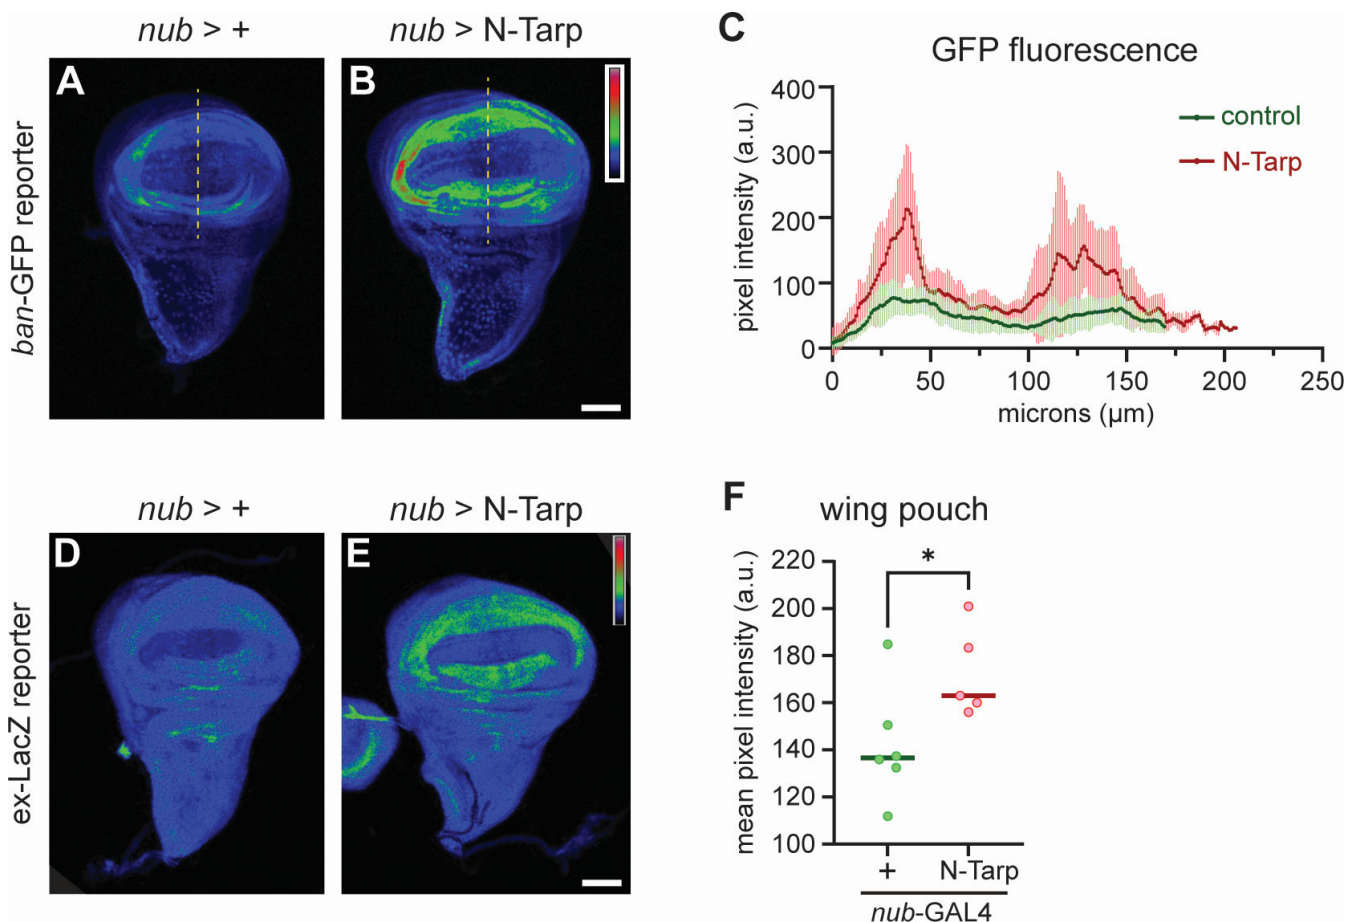 nub > +
nub > N-Tarp
A
B
ban-GFP reporter
C
GFP fluorescence
400
300
200
100
0
pixel intensity (a.u.)
control
N-Tarp
0
50
100
150
200
250
microns (μm)
nub > +
nub > N-Tarp
D
E
ex-LacZ reporter
F
wing pouch
220
200
180
160
140
120
100
mean pixel intensity (a.u.)
*
+
N-Tarp
nub-GAL4